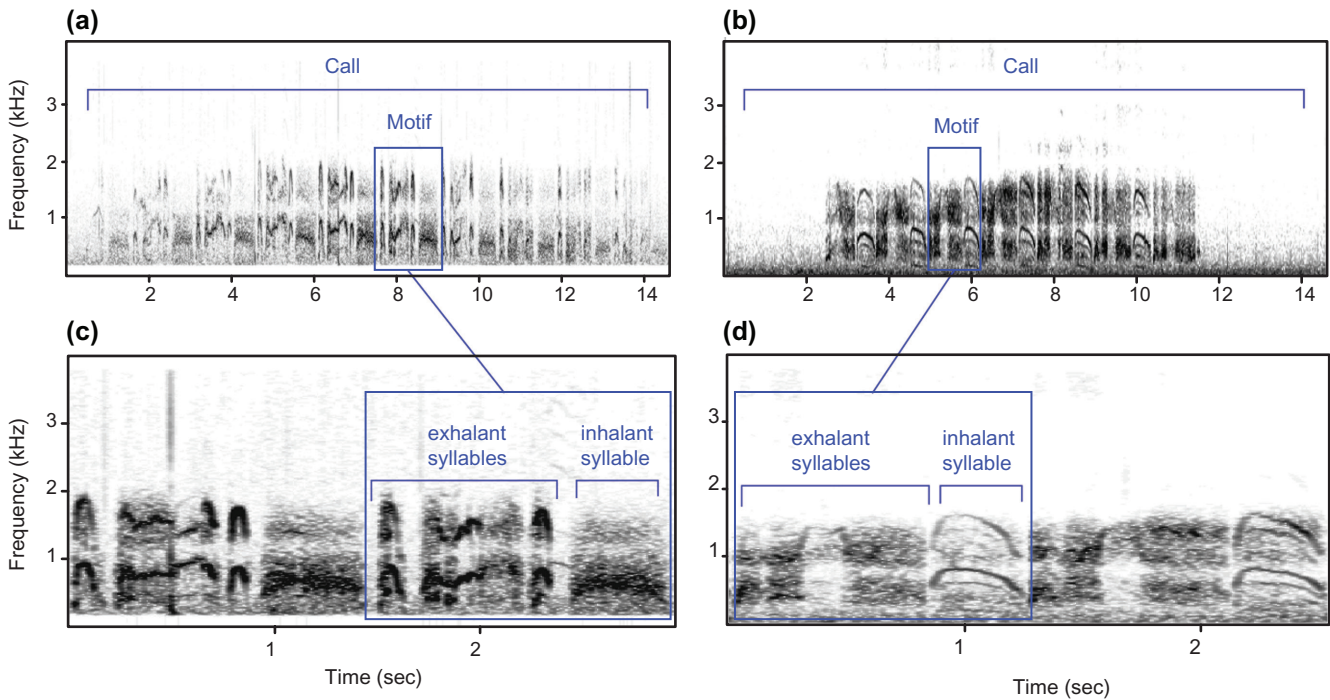 (a)
(b)
Frequency (kHz)
3
2
1
Call
Motif
2
4
6
8
10
12
14
3
2
1
Call
Motif
2
4
6
8
10
12
14
(c)
(d)
Frequency (kHz)
3
2
1
exhalant
syllables
inhalant
syllable
1
2
Time (sec)
3
2
1
exhalant
syllables
inhalant
syllable
1
2
Time (sec)